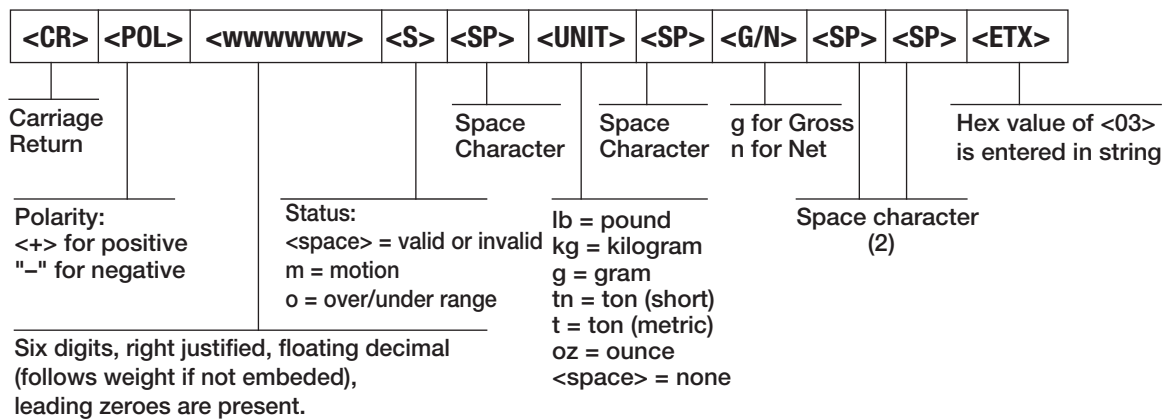 <CR> <POL> <wwwwww> <S> <SP> <UNIT> <SP> <G/N> <SP> <SP> <ETX>
Carriage
Return
Polarity:
<+> for positive
"–" for negative
Six digits, right justified, floating decimal
(follows weight if not embeded),
leading zeroes are present.
Status:
<space> = valid or invalid
m = motion
o = over/under range
Space
Character
lb = pound
kg = kilogram
g = gram
tn = ton (short)
t = ton (metric)
oz = ounce
<space> = none
Space
Character
g for Gross
n for Net
Space character
(2)
Hex value of <03>
is entered in string